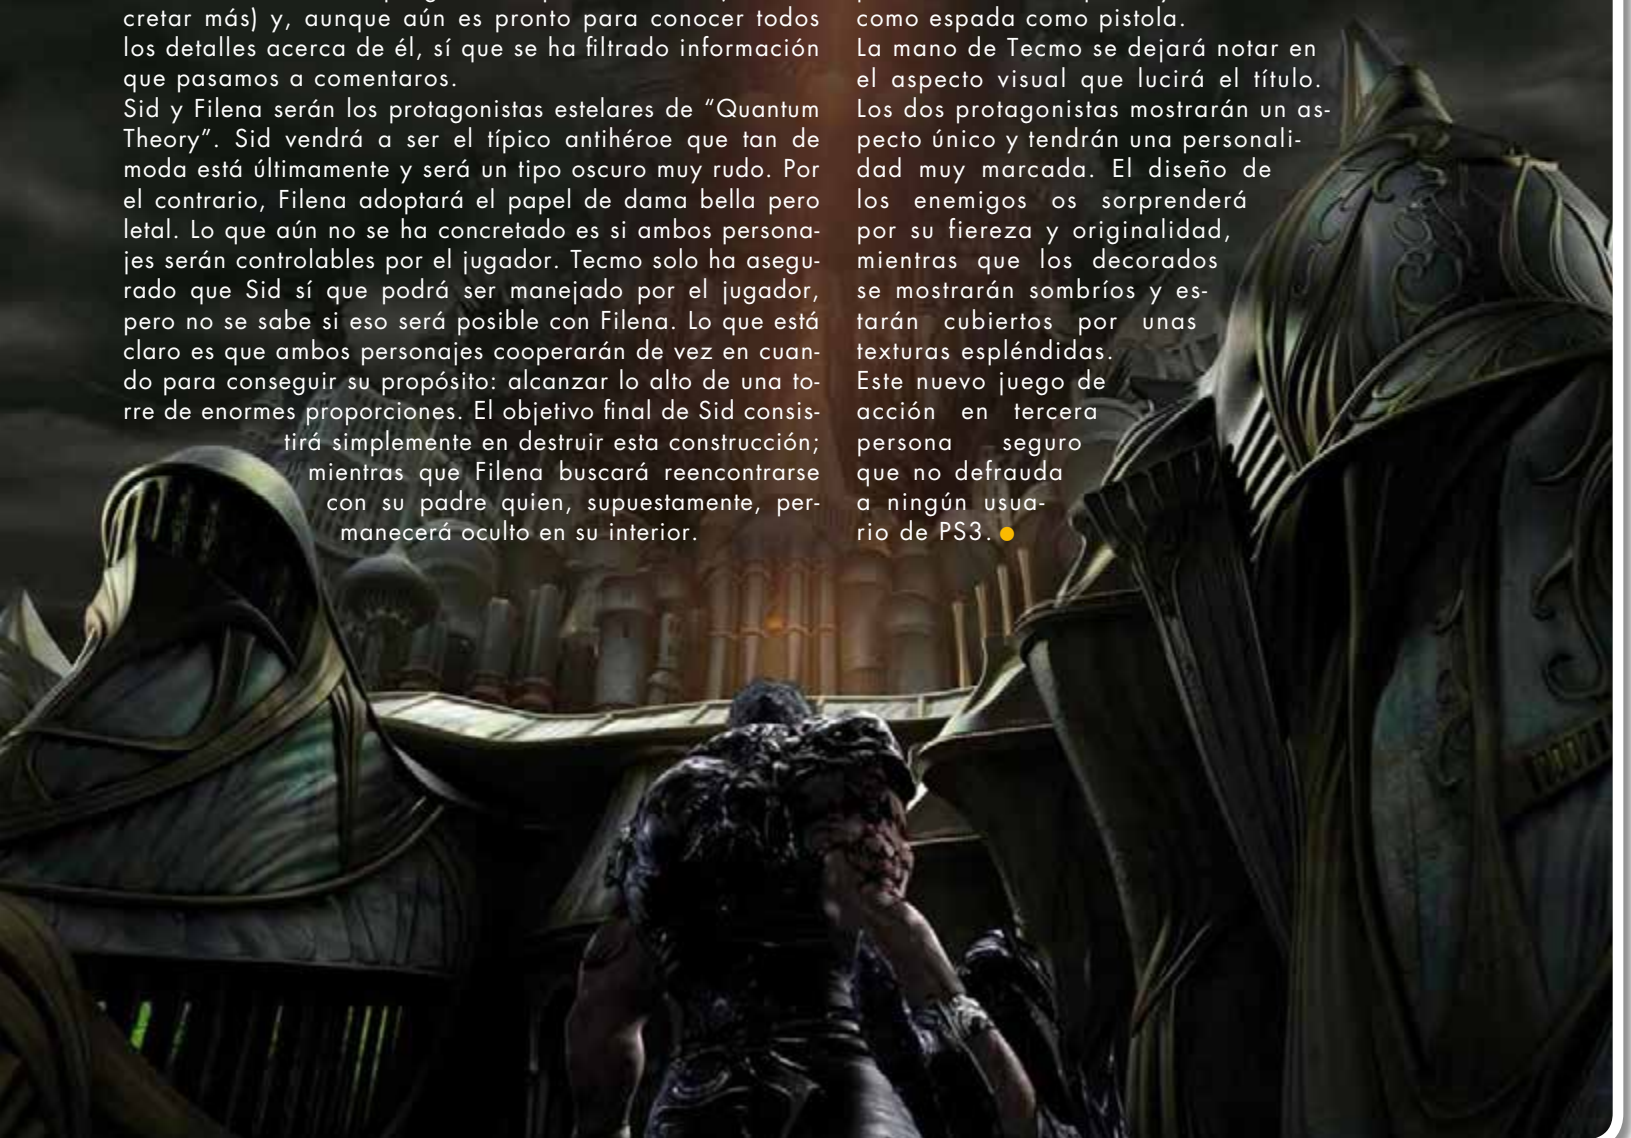 cretar más) y, aunque aún es pronto para conocer todos
los detalles acerca de él, sí que se ha filtrado información
que pasamos a comentaros.
Sid y Filena serán los protagonistas estelares de “Quantum
Theory”. Sid vendrá a ser el típico antihéroe que tan de
moda está últimamente y será un tipo oscuro muy rudo. Por
el contrario, Filena adoptará el papel de dama bella pero
letal. Lo que aún no se ha concretado es si ambos persona-
jes serán controlables por el jugador. Tecmo solo ha asegu-
rado que Sid sí que podrá ser manejado por el jugador,
pero no se sabe si eso será posible con Filena. Lo que está
claro es que ambos personajes cooperarán de vez en cuan-
do para conseguir su propósito: alcanzar lo alto de una to-
rre de enormes proporciones. El objetivo final de Sid consis-
tirá simplemente en destruir esta construcción;
mientras que Filena buscará reencontrarse
con su padre quien, supuestamente, per-
manecerá oculto en su interior.
como espada como pistola.
La mano de Tecmo se dejará notar en
el aspecto visual que lucirá el título.
Los dos protagonistas mostrarán un as-
pecto único y tendrán una personali-
dad muy marcada. El diseño de
los enemigos os sorprenderá
por su fiereza y originalidad,
mientras que los decorados
se mostrarán sombríos y es-
tarán cubiertos por unas
texturas espléndidas.
Este nuevo juego de
acción en tercera
persona seguro
que no defrauda
a ningún usua-
rio de PS3.